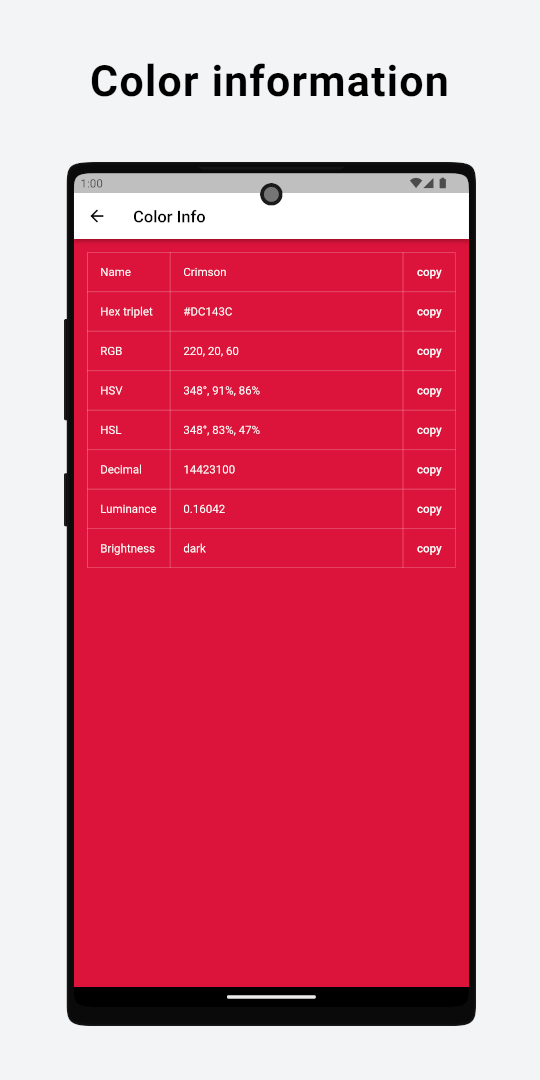 Color information
1:00
Color Info
Name Crimson copy
Hex triplet #DC143C copy
RGB 220, 20, 60 copy
HSV 348°, 91%, 86% copy
HSL 348°, 83%, 47% copy
Decimal 14423100 copy
Luminance 0.16042 copy
Brightness dark copy